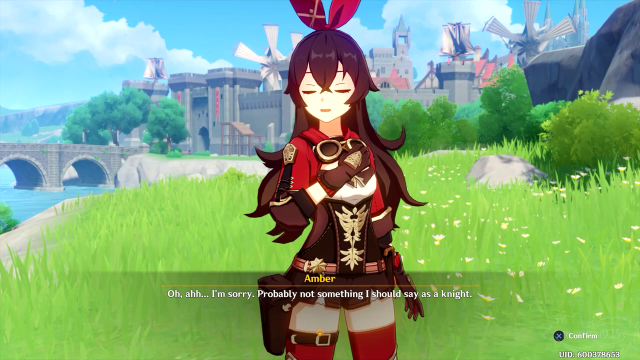 Amber
Oh, ahh... I'm sorry. Probably not something I should say as a knight.
Confirm
UID: 600378653